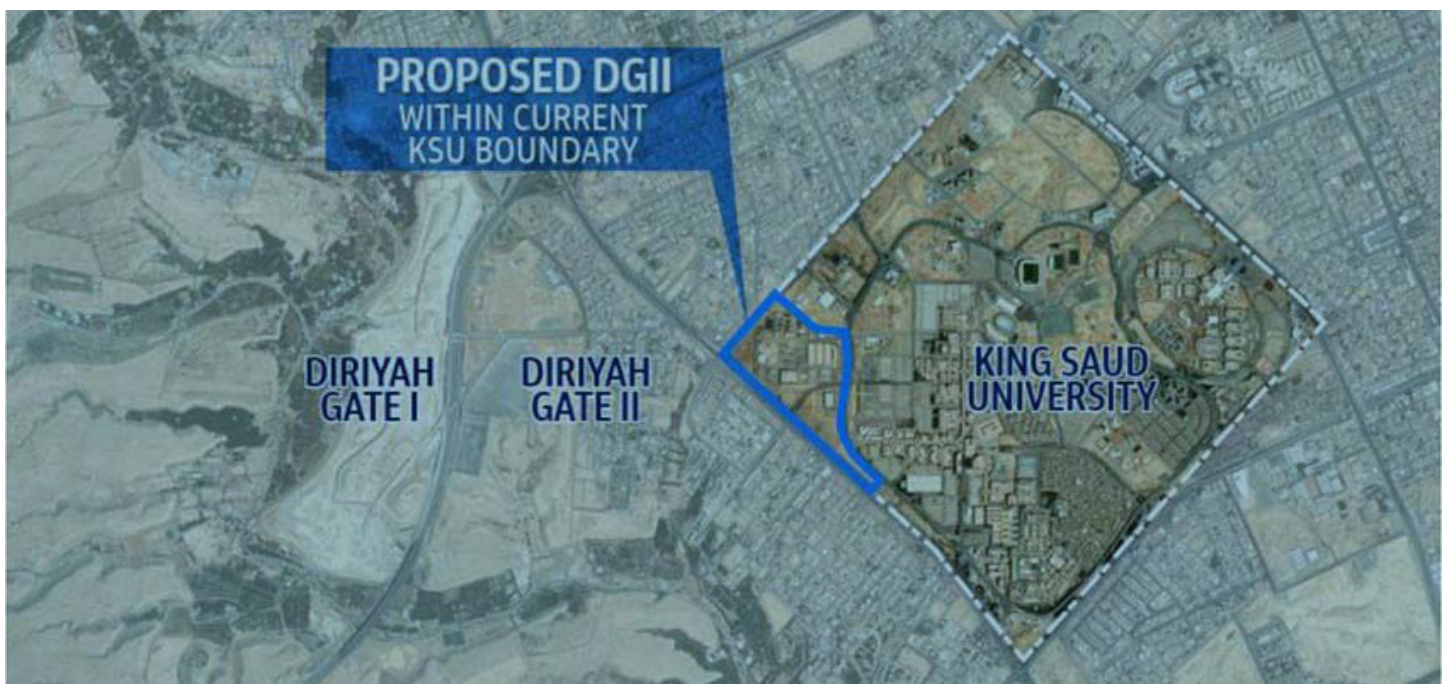 PROPOSED DGII
WITHIN CURRENT
KSU BOUNDARY
DIRIYAH
GATE I
DIRIYAH
GATE II
KING SAUD
UNIVERSITY